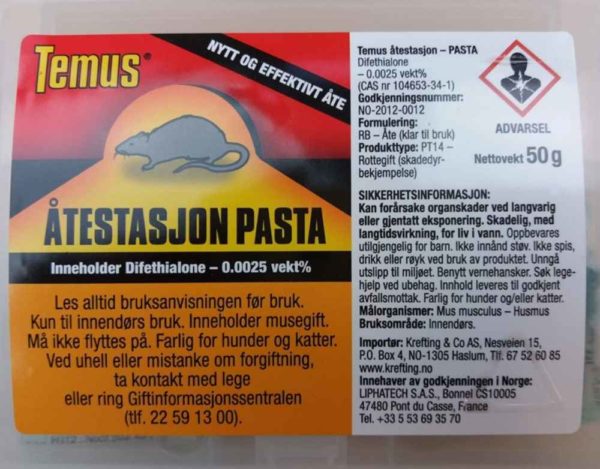 Temus®
NYTT OG EFFEKTIVT ÅTE
ÅTESTASJON PASTA
Inneholder Difethialone – 0.0025 vekt%
Les alltid bruksanvisningen før bruk.
Kun til innendørs bruk. Inneholder musegift.
Må ikke flyttes på. Farlig for hunder og katter.
Ved uhell eller mistanke om forgiftning,
ta kontakt med lege
eller ring Giftinformasjonssentralen
(tlf. 22 59 13 00).
Temus åtestasjon – PASTA
Difethialone
– 0.0025 vekt%
(CAS nr 104653-34-1)
Godkjenningsnummer:
NO-2012-0012
Formulering:
RB – Åte (klar til bruk)
Produkttype: PT14 –
Rottegift (skadedyr-
bekjempelse)
ADVARSEL
Nettovekt 50 g
SIKKERHETSINFORMASJON:
Kan forårsake organskader ved langvarig
eller gjentatt eksponering. Skadelig, med
langtidsvirkning, for liv i vann. Oppbevares
utilgjengelig for barn. Ikke innånd støv. Ikke spis,
drikk eller røyk ved bruk av produktet. Unngå
utslipp til miljøet. Benytt vernehansker. Søk lege-
hjelp ved ubehag. Innhold leveres til godkjent
avfallsmottak. Farlig for hunder og/eller katter.
Målorganismer: Mus musculus – Husmus
Bruksområde: Innendørs.
Importør: Krefting & Co AS, Nesveien 15,
P.O. Box 4, NO-1305 Haslum, Tlf. 67 52 60 85
www.krefting.no
Innehaver av godkjenningen i Norge:
LIPHATECH S.A.S., Bonnel CS10005
47480 Pont du Casse, France
Tel. +33 5 53 69 35 70